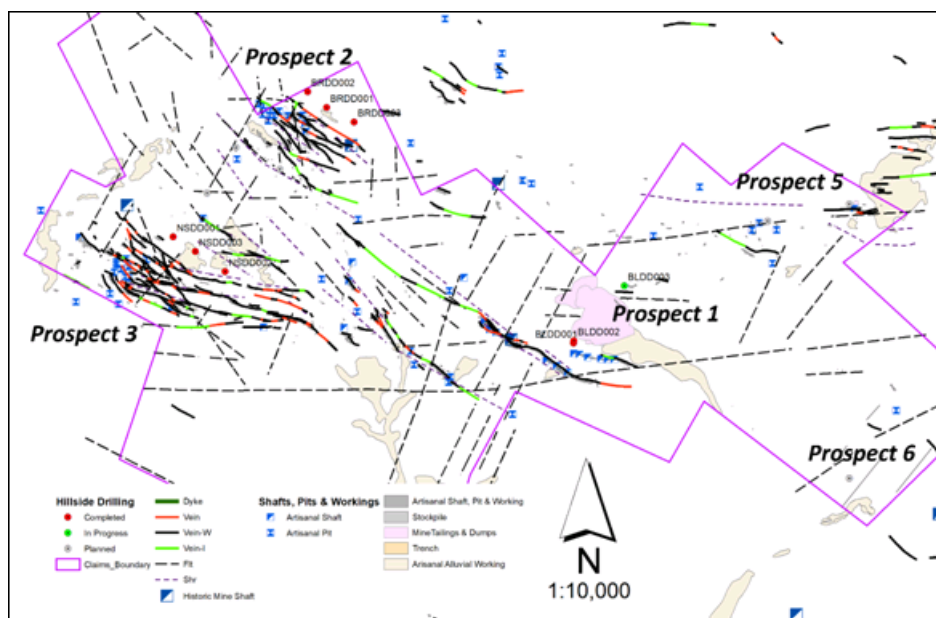 Prospect 2
BRDD002
BRDD001
BRDD003
Prospect 5
NSDD001
NSDD003
NSDD002
BLDD003
Prospect 1
BLDD001
BLDD002
Prospect 3
Prospect 6
Hillside Drilling
Completed
In Progress
Planned
Claims_Boundary
Dyke
Vein
Vein-W
Vein-I
Flt
Shr
Historic Mine Shaft
Shafts, Pits & Workings
Artisanal Shaft
Artisanal Pit
Artisanal Shaft, Pit & Working
Stockpile
MineTailings & Dumps
Trench
Arisanal Alluvial Working
N
1:10,000